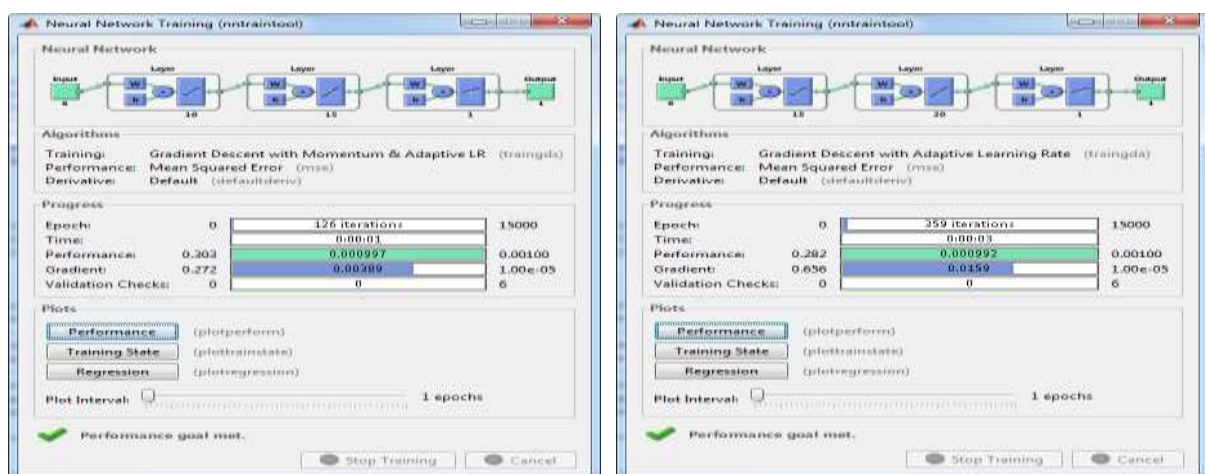 Neural Network Training (nntraintool)
Neural Network
Input
6
Layer
W
b
+
10
Layer
W
b
+
15
Layer
W
b
+
1
Output
1
Algorithms
Training: Gradient Descent with Momentum & Adaptive LR (traingdx)
Performance: Mean Squared Error (mse)
Derivative: Default (defaultderiv)
Progress
Epoch: 0 126 iterations 15000
Time: 0:00:01
Performance: 0.303 0.000997 0.00100
Gradient: 0.272 0.00389 1.00e-05
Validation Checks: 0 0 6
Plots
Performance (plotperform)
Training State (plottrainstate)
Regression (plotregression)
Plot Interval: 1 epochs
Performance goal met.
Stop Training Cancel
Neural Network Training (nntraintool)
Neural Network
Input
Layer
W
b
+
Layer
W
b
+
20
Layer
W
b
+
1
Output
1
Algorithms
Training: Gradient Descent with Adaptive Learning Rate (traingda)
Performance: Mean Squared Error (mse)
Derivative: Default (defaultderiv)
Progress
Epoch: 0 359 iterations 15000
Time: 0:00:03
Performance: 0.282 0.000992 0.00100
Gradient: 0.656 0.0159 1.00e-05
Validation Checks: 0 0 6
Plots
Performance (plotperform)
Training State (plottrainstate)
Regression (plotregression)
Plot Interval: 1 epochs
Performance goal met.
Stop Training Cancel